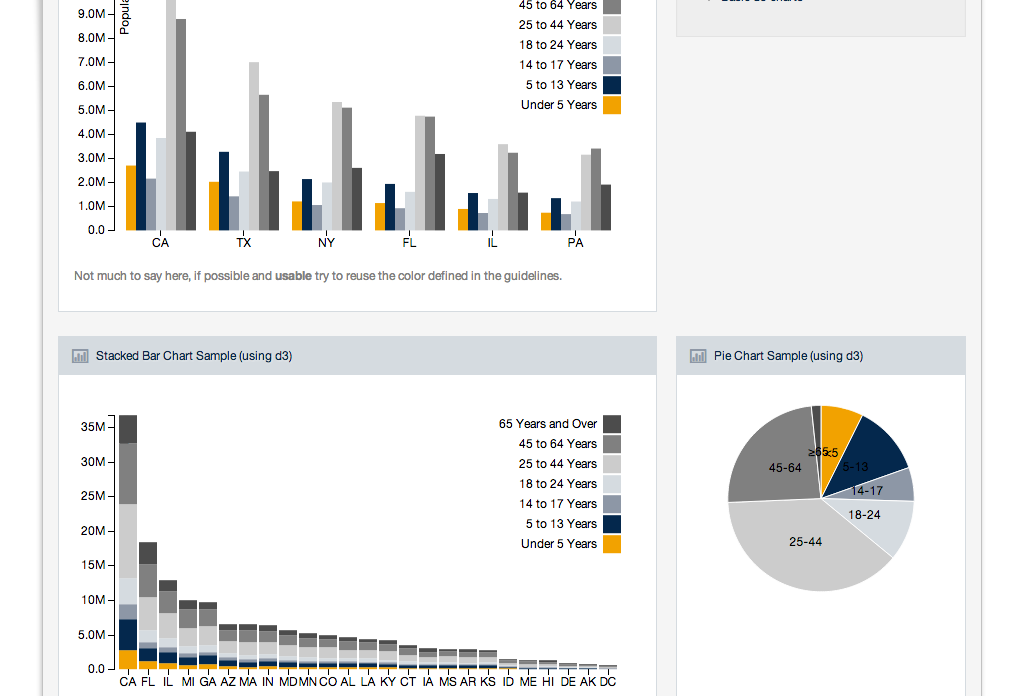 9.0M
8.0M
7.0M
6.0M
5.0M
4.0M
3.0M
2.0M
1.0M
0.0
45 to 64 Years
25 to 44 Years
18 to 24 Years
14 to 17 Years
5 to 13 Years
Under 5 Years
CA TX NY FL IL PA
Not much to say here, if possible and usable try to reuse the color defined in the guidelines.
Stacked Bar Chart Sample (using d3)
35M
30M
25M
20M
15M
10M
5.0M
0.0
65 Years and Over
45 to 64 Years
25 to 44 Years
18 to 24 Years
14 to 17 Years
5 to 13 Years
Under 5 Years
CA FL IL MI GA AZ MA IN MD MN CO AL LA KY CT IA MS AR KS ID ME HI DE AK DC
Pie Chart Sample (using d3)
≥65
<5
5-13
45-64
14-17
18-24
25-44